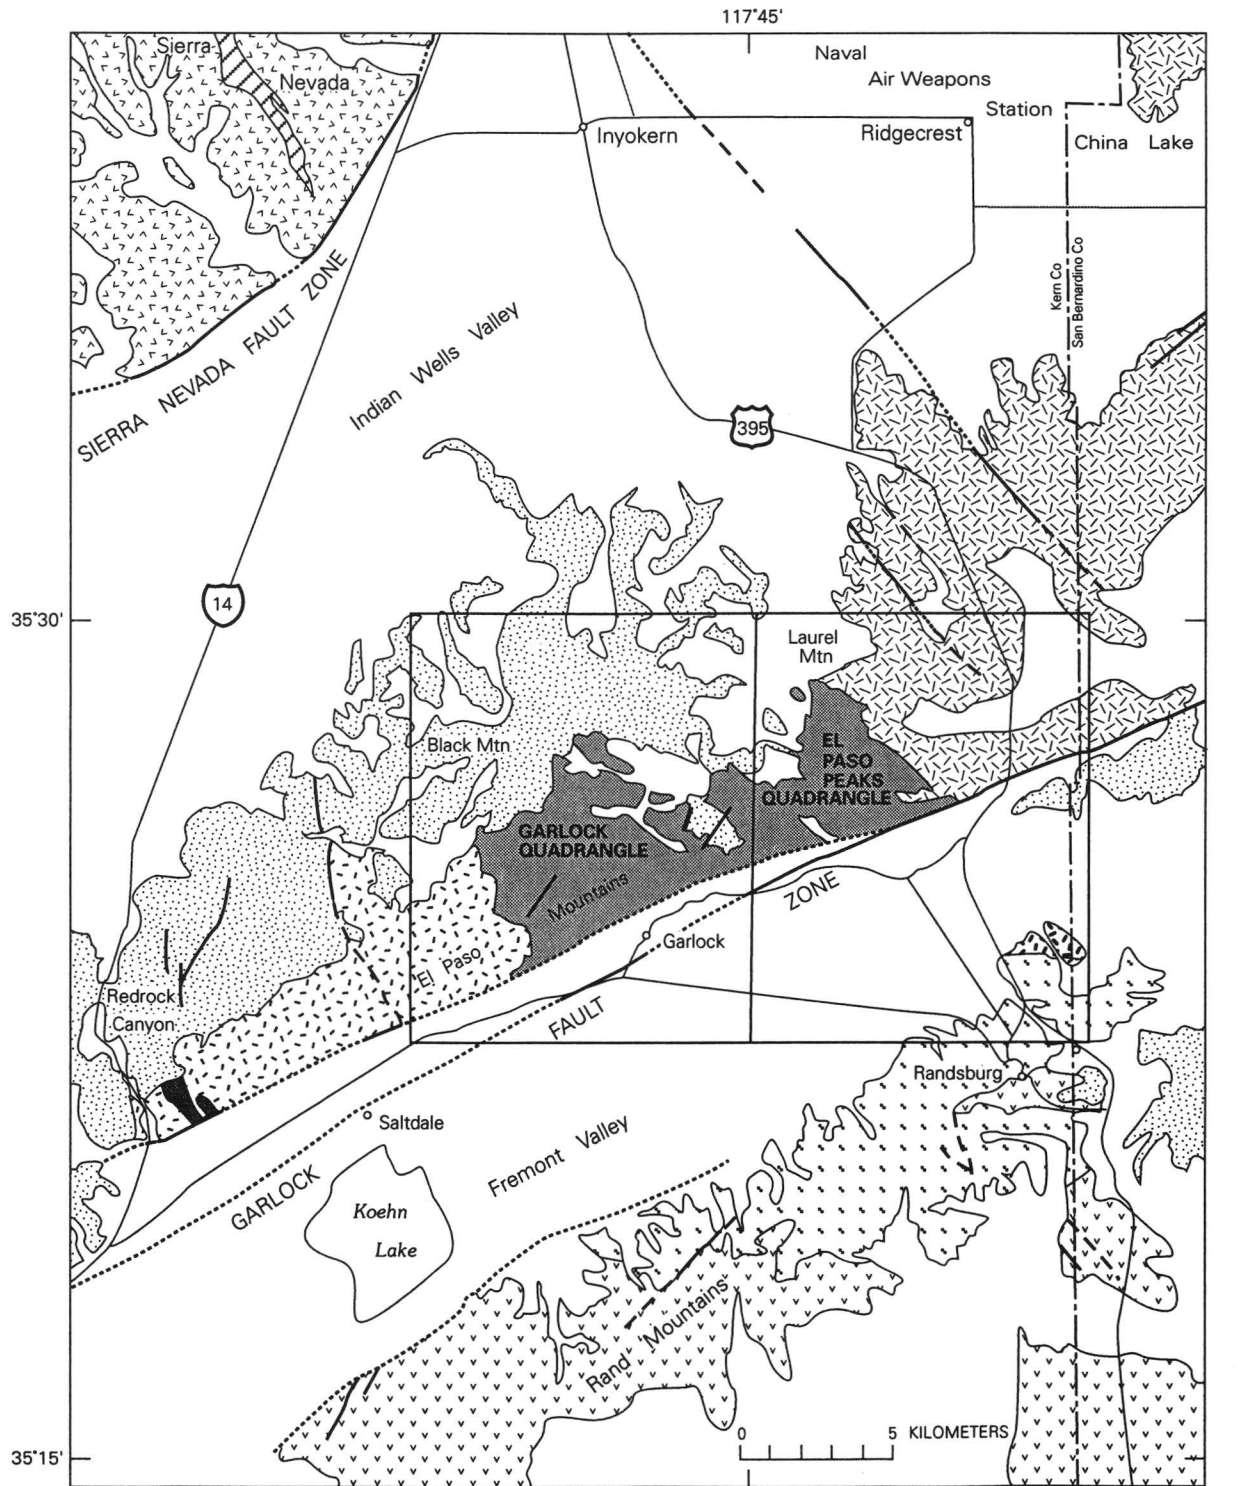 117°45'
Sierra
Nevada
Naval
Air Weapons
Station
China Lake
Inyokern
Ridgecrest
Kern Co
San Bernardino Co
SIERRA NEVADA FAULT ZONE
Indian Wells Valley
395
14
35°30'
Laurel
Mtn
Black Mtn
EL
PASO
PEAKS
QUADRANGLE
GARLOCK
QUADRANGLE
El Paso Mountains
Garlock
Redrock
Canyon
GARLOCK FAULT ZONE
Randsburg
Saltdale
Fremont Valley
Koehn
Lake
Rand Mountains
0 5 KILOMETERS
35°15'